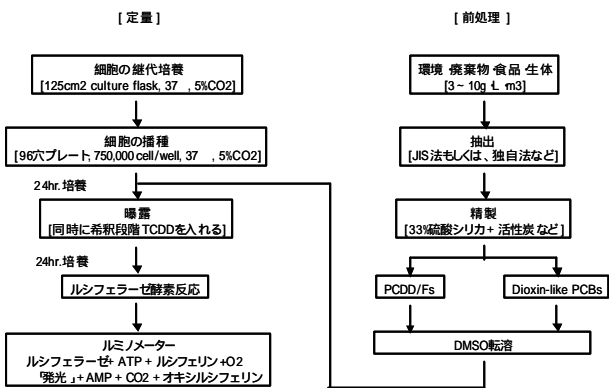 [ 定量 ]
細胞の継代培養
[125cm2 culture flask, 37 , 5%CO2]
細胞の播種
[96穴プレート, 750,000 cell/well, 37 , 5%CO2]
24hr.培養
曝露
[同時に希釈段階TCDDを入れる]
24hr.培養
ルシフェラーゼ酵素反応
ルミノメーター
ルシフェラーゼ+ ATP + ルシフェリン+O2
「発光 」+ AMP + CO2 + オキシルシフェリン
[ 前処理 ]
環境 廃棄物 食品 生体
[3 ~ 10g L m3]
抽出
[JIS法もしくは、独自法など]
精製
[33%硫酸シリカ+ 活性炭など]
PCDD/Fs
Dioxin-like PCBs
DMSO転溶